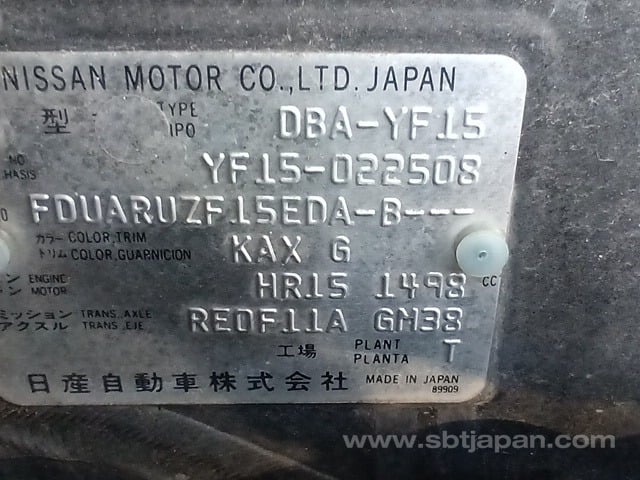 NISSAN MOTOR CO.,LTD. JAPAN
型 TYPE TIPO DBA-YF15
NO CHASIS YF15-022508
O FDUARUZF15EDA-B---
カラー COLOR,TRIM
トリム COLOR,GUARNICION KAX G
ン ENGINE
ン MOTOR HR15 1498 CC
ミッション TRANS. AXLE
アクスル TRANS. EJE RE0F11A GH38
工場 PLANT
PLANTA T
日産自動車株式会社 MADE IN JAPAN
89909
www.sbtjapan.com